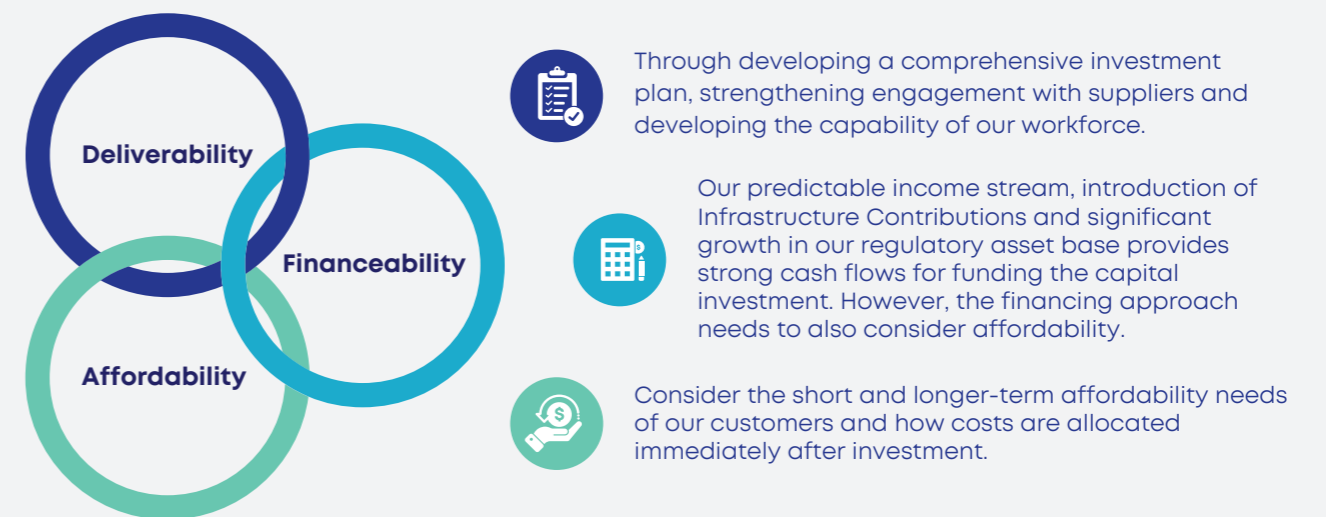 Deliverability
Financeability
Affordability
Through developing a comprehensive investment
plan, strengthening engagement with suppliers and
developing the capability of our workforce.
Our predictable income stream, introduction of
Infrastructure Contributions and significant
growth in our regulatory asset base provides
strong cash flows for funding the capital
investment. However, the financing approach
needs to also consider affordability.
Consider the short and longer-term affordability needs
of our customers and how costs are allocated
immediately after investment.